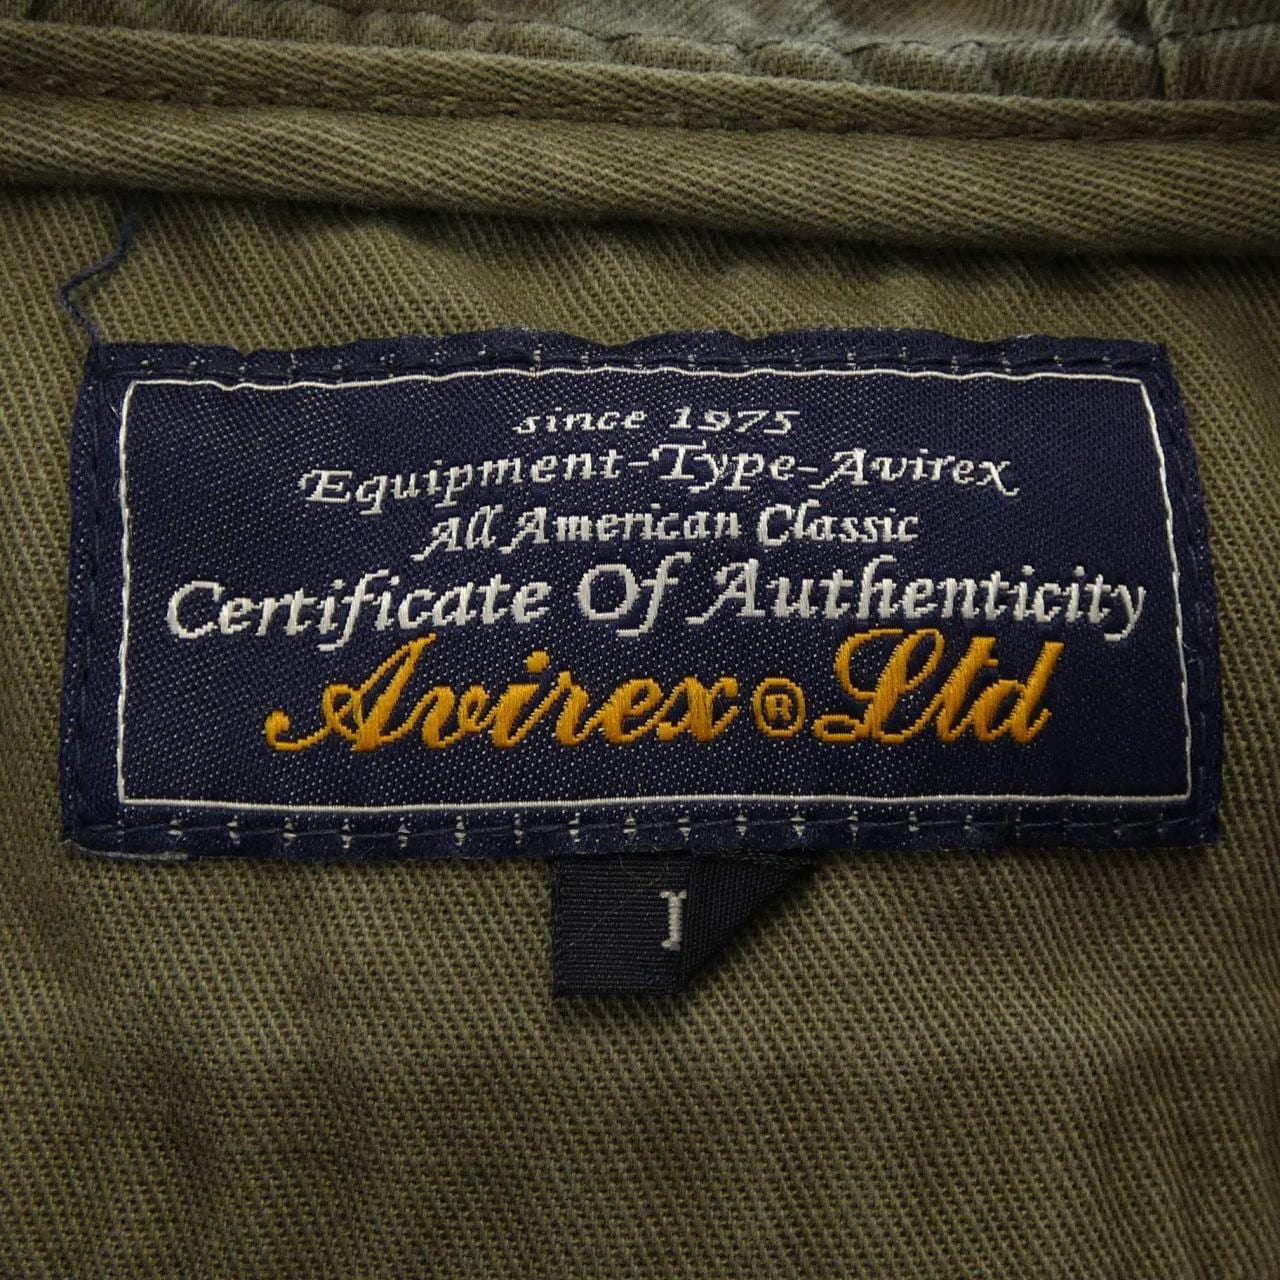 since 1975
Equipment-Type-Avirex
All American Classic
Certificate Of Authenticity
Avirex® Ltd